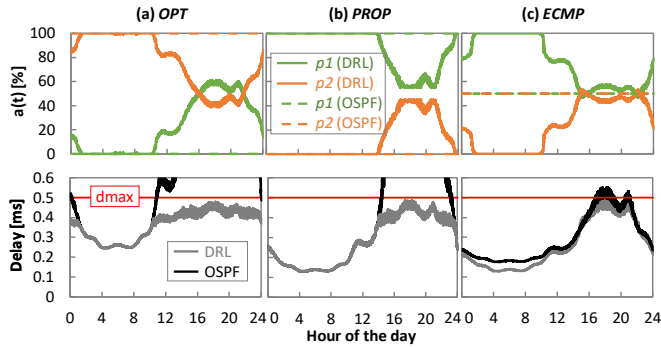 (a) OPT (b) PROP (c) ECMP
a(t) [%]
100
80
60
40
20
0
p1 (DRL)
p2 (DRL)
p1 (OSPF)
p2 (OSPF)
Delay [ms]
0.6
0.5
0.4
0.3
0.2
0.1
0
dmax
DRL
OSPF
0 4 8 12 16 20 24 0 4 8 12 16 20 24 0 4 8 12 16 20 24
Hour of the day